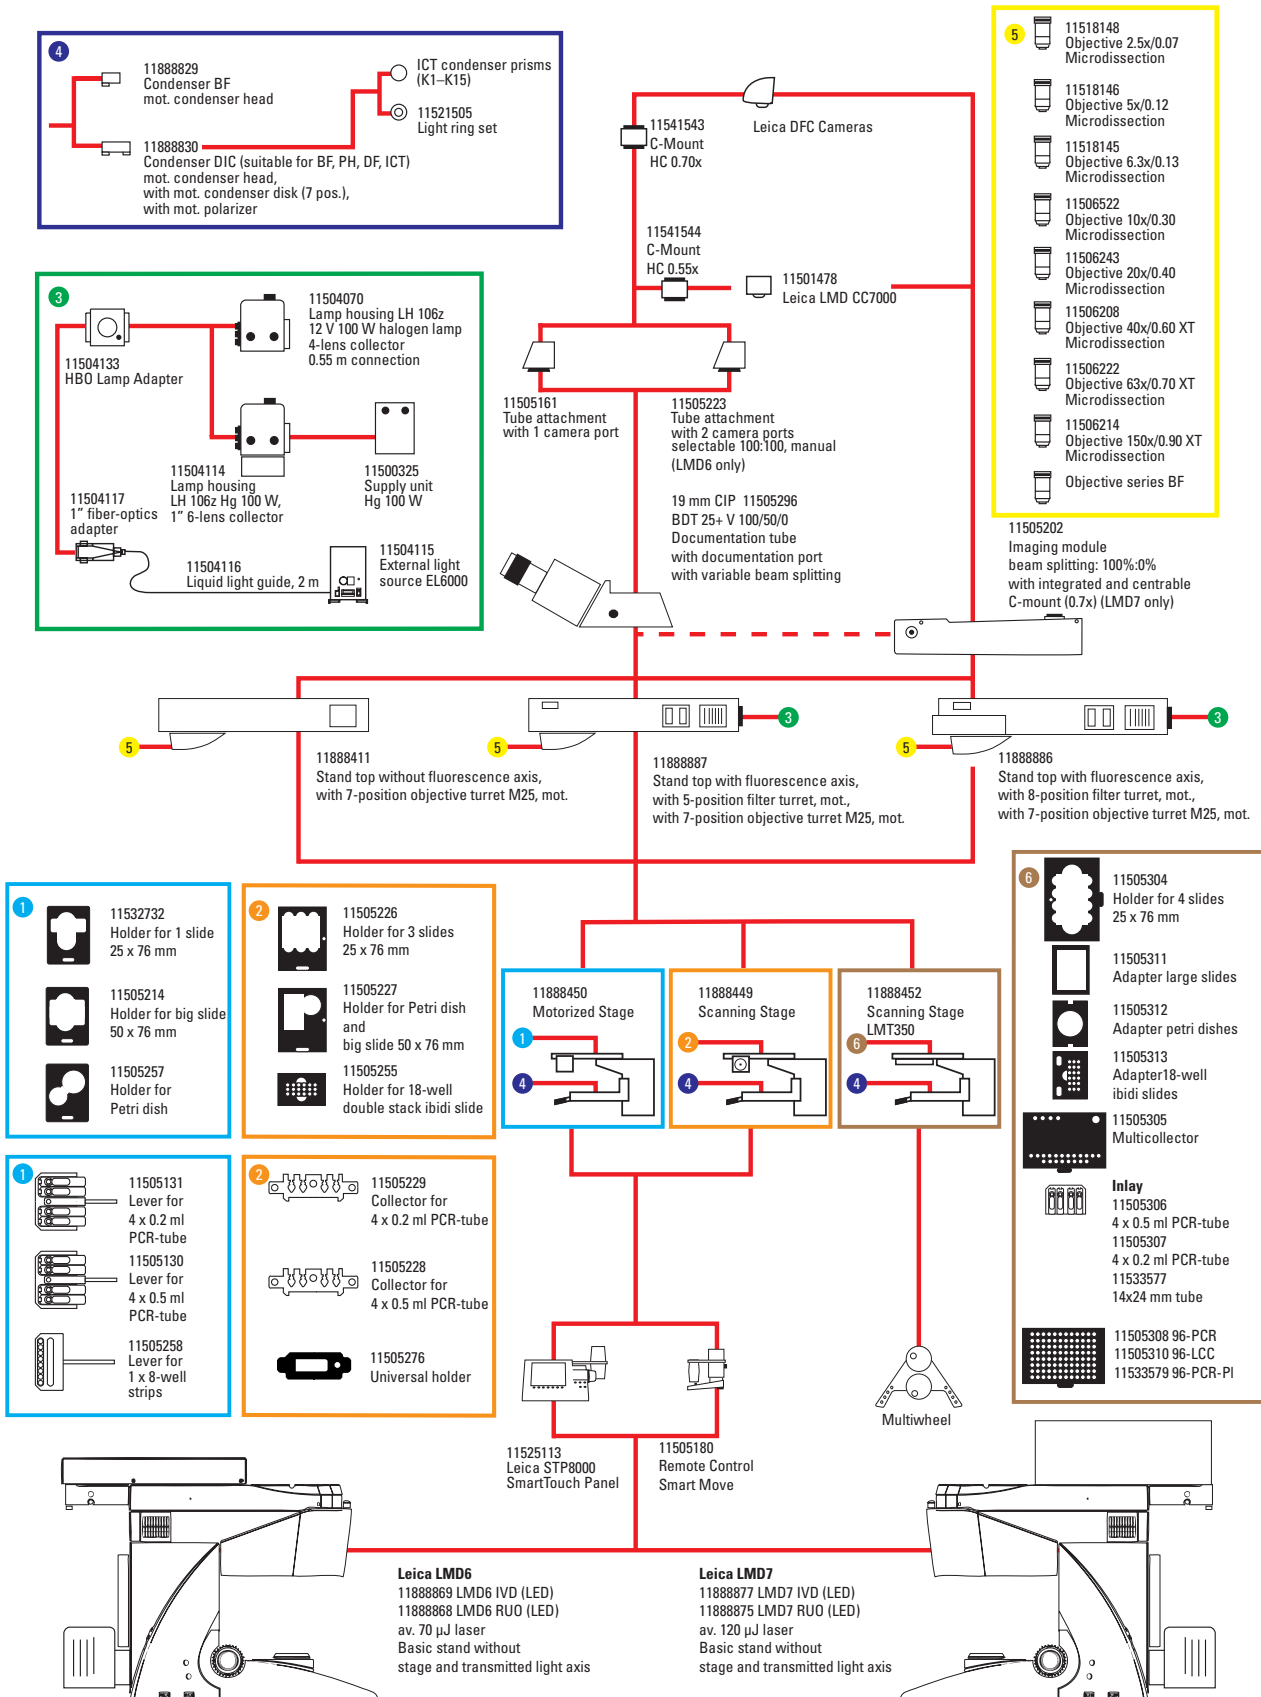 4
11888829
Condenser BF
mot. condenser head
ICT condenser prisms
(K1–K15)
11521505
Light ring set
11888830
Condenser DIC (suitable for BF, PH, DF, ICT)
mot. condenser head,
with mot. condenser disk (7 pos.),
with mot. polarizer
11541543
C-Mount
HC 0.70x
Leica DFC Cameras
11541544
C-Mount
HC 0.55x
11501478
Leica LMD CC7000
5
11518148
Objective 2.5x/0.07
Microdissection
11518146
Objective 5x/0.12
Microdissection
11518145
Objective 6.3x/0.13
Microdissection
11506522
Objective 10x/0.30
Microdissection
11506243
Objective 20x/0.40
Microdissection
11506208
Objective 40x/0.60 XT
Microdissection
11506222
Objective 63x/0.70 XT
Microdissection
11506214
Objective 150x/0.90 XT
Microdissection
Objective series BF
3
11504070
Lamp housing LH 106z
12 V 100 W halogen lamp
4-lens collector
0.55 m connection
11504133
HBO Lamp Adapter
11504114
Lamp housing
LH 106z Hg 100 W,
1” 6-lens collector
11500325
Supply unit
Hg 100 W
11504117
1” fiber-optics
adapter
11504116
Liquid light guide, 2 m
11504115
External light
source EL6000
11505161
Tube attachment
with 1 camera port
11505223
Tube attachment
with 2 camera ports
selectable 100:100, manual
(LMD6 only)
19 mm CIP 11505296
BDT 25+ V 100/50/0
Documentation tube
with documentation port
with variable beam splitting
11505202
Imaging module
beam splitting: 100%:0%
with integrated and centrable
C-mount (0.7x) (LMD7 only)
5
5
3
5
3
11888411
Stand top without fluorescence axis,
with 7-position objective turret M25, mot.
11888887
Stand top with fluorescence axis,
with 5-position filter turret, mot.,
with 7-position objective turret M25, mot.
11888886
Stand top with fluorescence axis,
with 8-position filter turret, mot.,
with 7-position objective turret M25, mot.
1
11532732
Holder for 1 slide
25 x 76 mm
11505214
Holder for big slide
50 x 76 mm
11505257
Holder for
Petri dish
2
11505226
Holder for 3 slides
25 x 76 mm
11505227
Holder for Petri dish
and
big slide 50 x 76 mm
11505255
Holder for 18-well
double stack ibidi slide
11888450
Motorized Stage
1
4
11888449
Scanning Stage
2
4
11888452
Scanning Stage
LMT350
6
4
6
11505304
Holder for 4 slides
25 x 76 mm
11505311
Adapter large slides
11505312
Adapter petri dishes
11505313
Adapter18-well
ibidi slides
11505305
Multicollector
Inlay
11505306
4 x 0.5 ml PCR-tube
11505307
4 x 0.2 ml PCR-tube
11533577
14x24 mm tube
11505308 96-PCR
11505310 96-LCC
11533579 96-PCR-Pl
1
11505131
Lever for
4 x 0.2 ml
PCR-tube
11505130
Lever for
4 x 0.5 ml
PCR-tube
11505258
Lever for
1 x 8-well
strips
2
11505229
Collector for
4 x 0.2 ml PCR-tube
11505228
Collector for
4 x 0.5 ml PCR-tube
11505276
Universal holder
Multiwheel
11525113
Leica STP8000
SmartTouch Panel
11505180
Remote Control
Smart Move
Leica LMD6
11888869 LMD6 IVD (LED)
11888868 LMD6 RUO (LED)
av. 70 µJ laser
Basic stand without
stage and transmitted light axis
Leica LMD7
11888877 LMD7 IVD (LED)
11888875 LMD7 RUO (LED)
av. 120 µJ laser
Basic stand without
stage and transmitted light axis